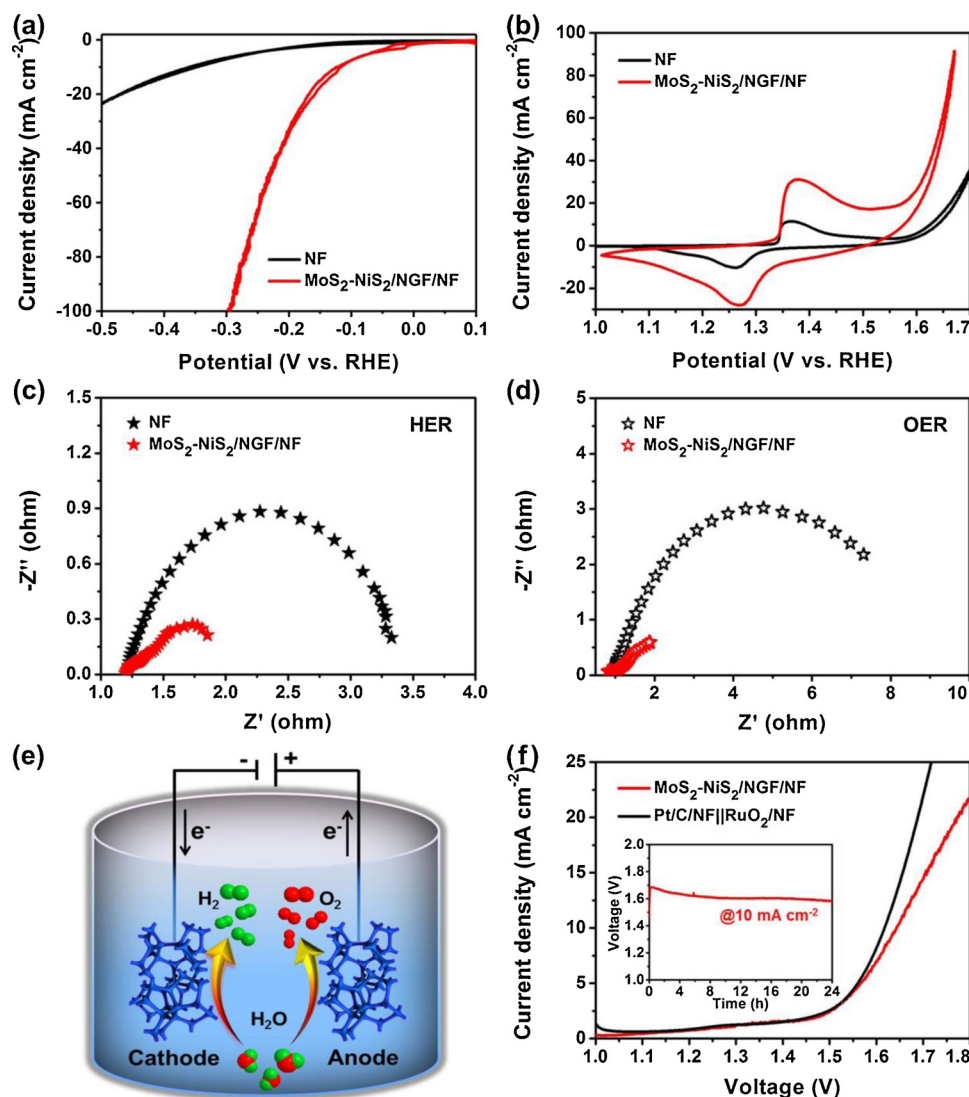 (a)
0
-20
-40
-60
-80
-100
Current density (mA cm⁻²)
NF
MoS₂-NiS₂/NGF/NF
-0.5 -0.4 -0.3 -0.2 -0.1 0.0 0.1
Potential (V vs. RHE)
(b)
100
80
60
40
20
0
-20
Current density (mA cm⁻²)
NF
MoS₂-NiS₂/NGF/NF
1.0 1.1 1.2 1.3 1.4 1.5 1.6 1.7
Potential (V vs. RHE)
(c)
1.5
1.2
0.9
0.6
0.3
0.0
-Z'' (ohm)
NF
MoS₂-NiS₂/NGF/NF
HER
1.0 1.5 2.0 2.5 3.0 3.5 4.0
Z' (ohm)
(d)
5
4
3
2
1
0
-Z'' (ohm)
NF
MoS₂-NiS₂/NGF/NF
OER
2 4 6 8 10
Z' (ohm)
(e)
- +
e⁻ e⁻
H₂ O₂
H₂O
Cathode Anode
(f)
25
20
15
10
5
0
Current density (mA cm⁻²)
MoS₂-NiS₂/NGF/NF
Pt/C/NF||RuO₂/NF
2.0
1.8
1.6
1.4
1.2
1.0
Voltage (V)
@10 mA cm⁻²
0 4 8 12 16 20 24
Time (h)
1.0 1.1 1.2 1.3 1.4 1.5 1.6 1.7 1.8
Voltage (V)